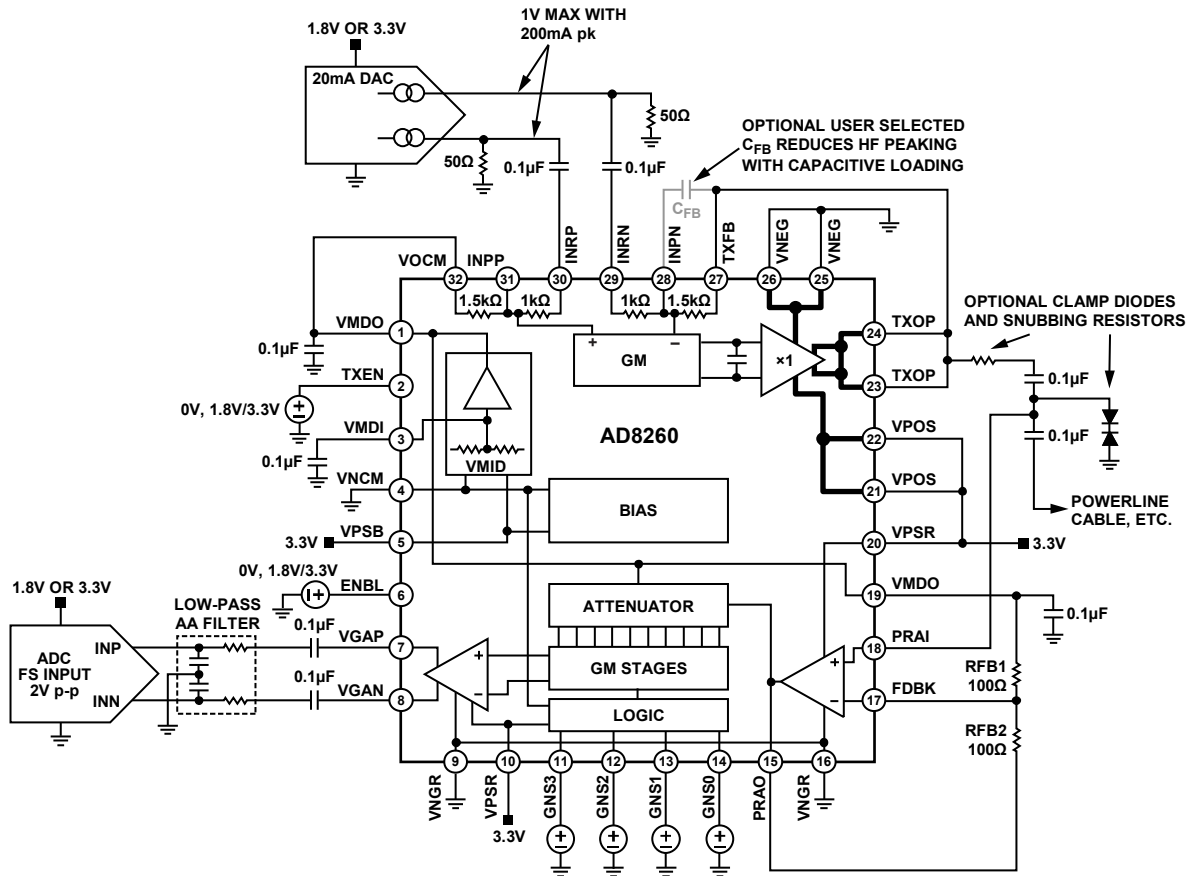 1V MAX WITH
200mA pk
1.8V OR 3.3V
20mA DAC
50Ω
50Ω
0.1µF
0.1µF
OPTIONAL USER SELECTED
CFB REDUCES HF PEAKING
WITH CAPACITIVE LOADING
CFB
INRP
INRN
INPN
TXFB
VNEG
VNEG
VOCM
INPP
32
31
30
29
28
27
26
25
1.5kΩ
1kΩ
1kΩ
1.5kΩ
VMDO
1
0.1µF
TXEN
2
0V, 1.8V/3.3V
VMDI
3
0.1µF
VNCM
4
VPSB
5
3.3V
0V, 1.8V/3.3V
ENBL
6
VGAP
7
VGAN
8
+
GM
–
×1
AD8260
VMID
BIAS
ATTENUATOR
GM STAGES
LOGIC
+
–
+
–
OPTIONAL CLAMP DIODES
AND SNUBBING RESISTORS
24
TXOP
23
TXOP
0.1µF
0.1µF
22
VPOS
21
VPOS
POWERLINE
CABLE, ETC.
20
VPSR
3.3V
19
VMDO
0.1µF
18
PRAI
17
FDBK
RFB1
100Ω
RFB2
100Ω
1.8V OR 3.3V
LOW-PASS
AA FILTER
0.1µF
0.1µF
ADC
FS INPUT
2V p-p
INP
INN
9
10
11
12
13
14
15
16
VNGR
VPSR
GNS3
GNS2
GNS1
GNS0
PRAO
VNGR
3.3V